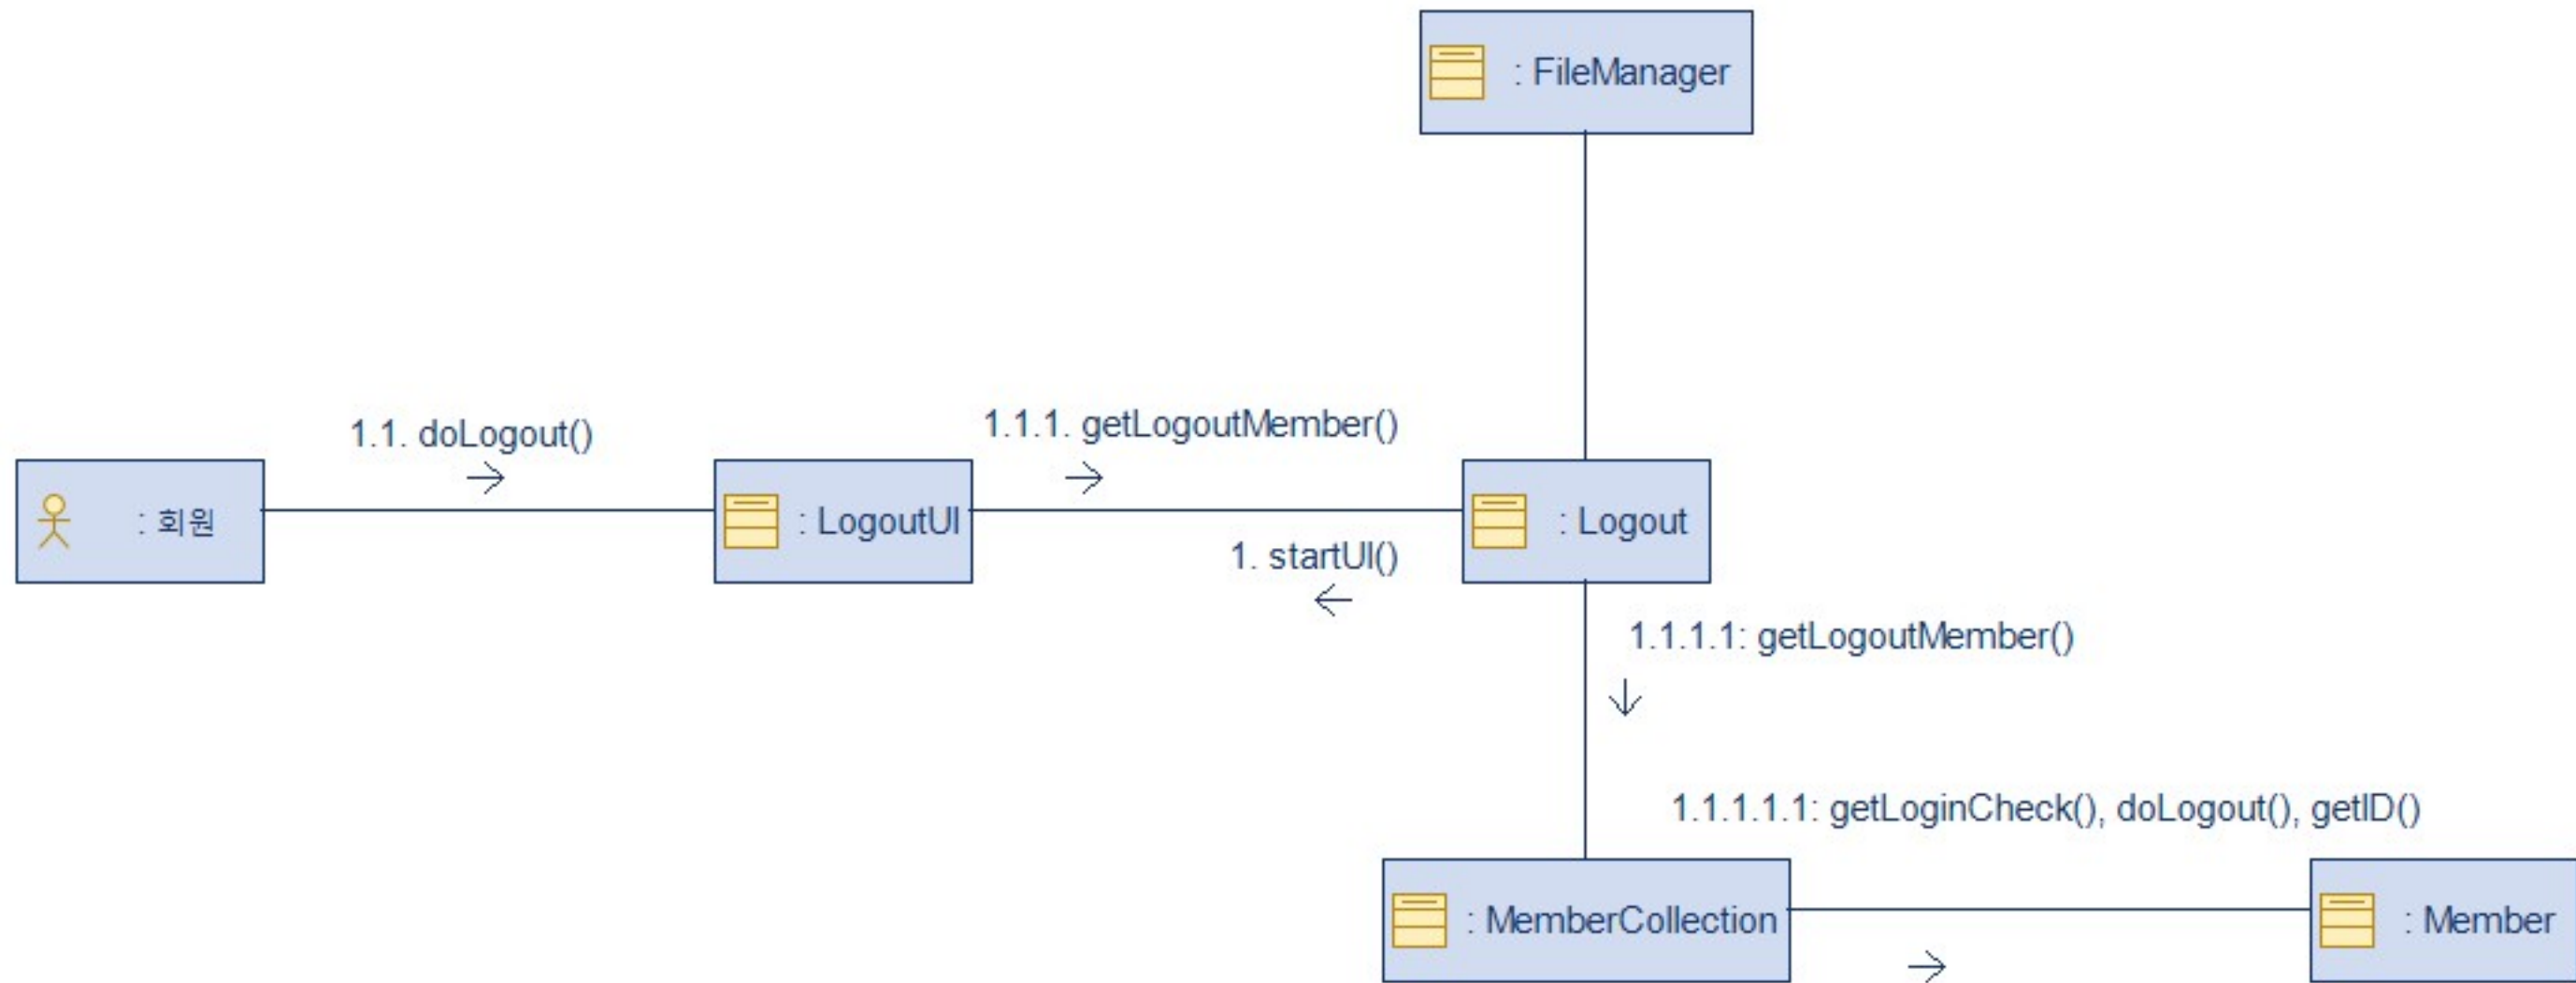 : FileManager
1.1. doLogout()
1.1.1. getLogoutMember()
: 회원
: LogoutUI
: Logout
1. startUI()
1.1.1.1: getLogoutMember()
1.1.1.1.1: getLoginCheck(), doLogout(), getID()
: MemberCollection
: Member